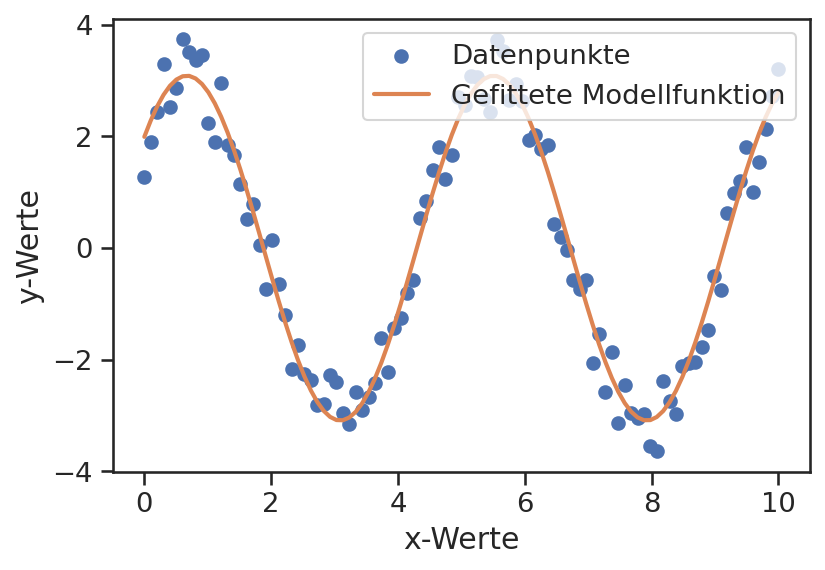 Datenpunkte
Gefittete Modellfunktion
4
2
0
−2
−4
y-Werte
0 2 4 6 8 10
x-Werte